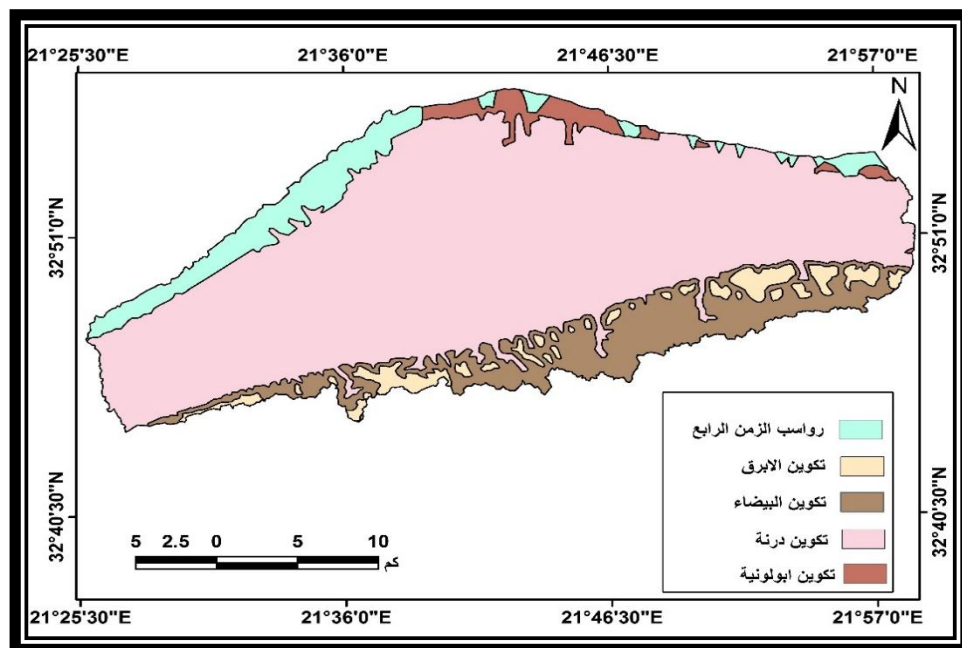 21°25'30"E 21°36'0"E 21°46'30"E 21°57'0"E
N
32°51'0"N 32°51'0"N
رواسب الزمن الرابع
تكوين الابرق
تكوين البيضاء
تكوين درنة
تكوين ابولونية
32°40'30"N 32°40'30"N
5 2.5 0 5 10
كم
21°25'30"E 21°36'0"E 21°46'30"E 21°57'0"E